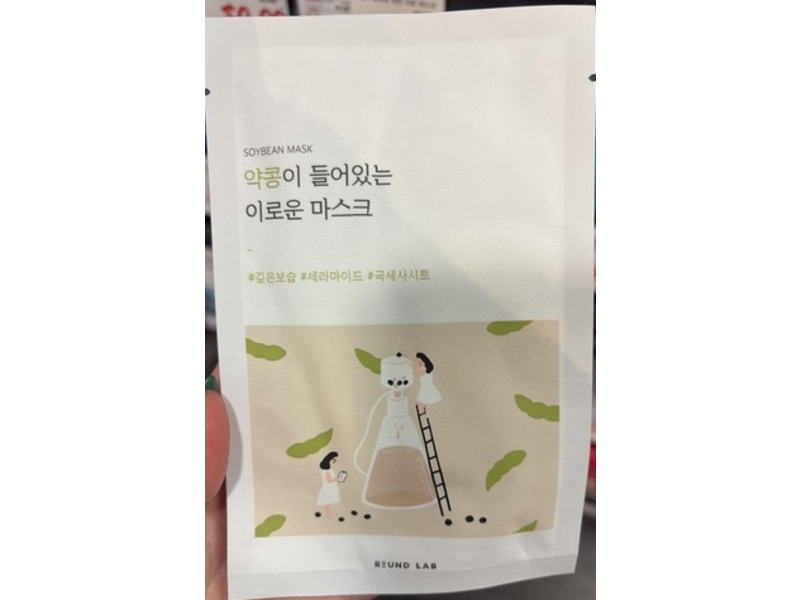 SOYBEAN MASK
약콩이 들어있는
이로운 마스크
#깊은보습 #세라마이드 #극세사시트
ROUND LAB